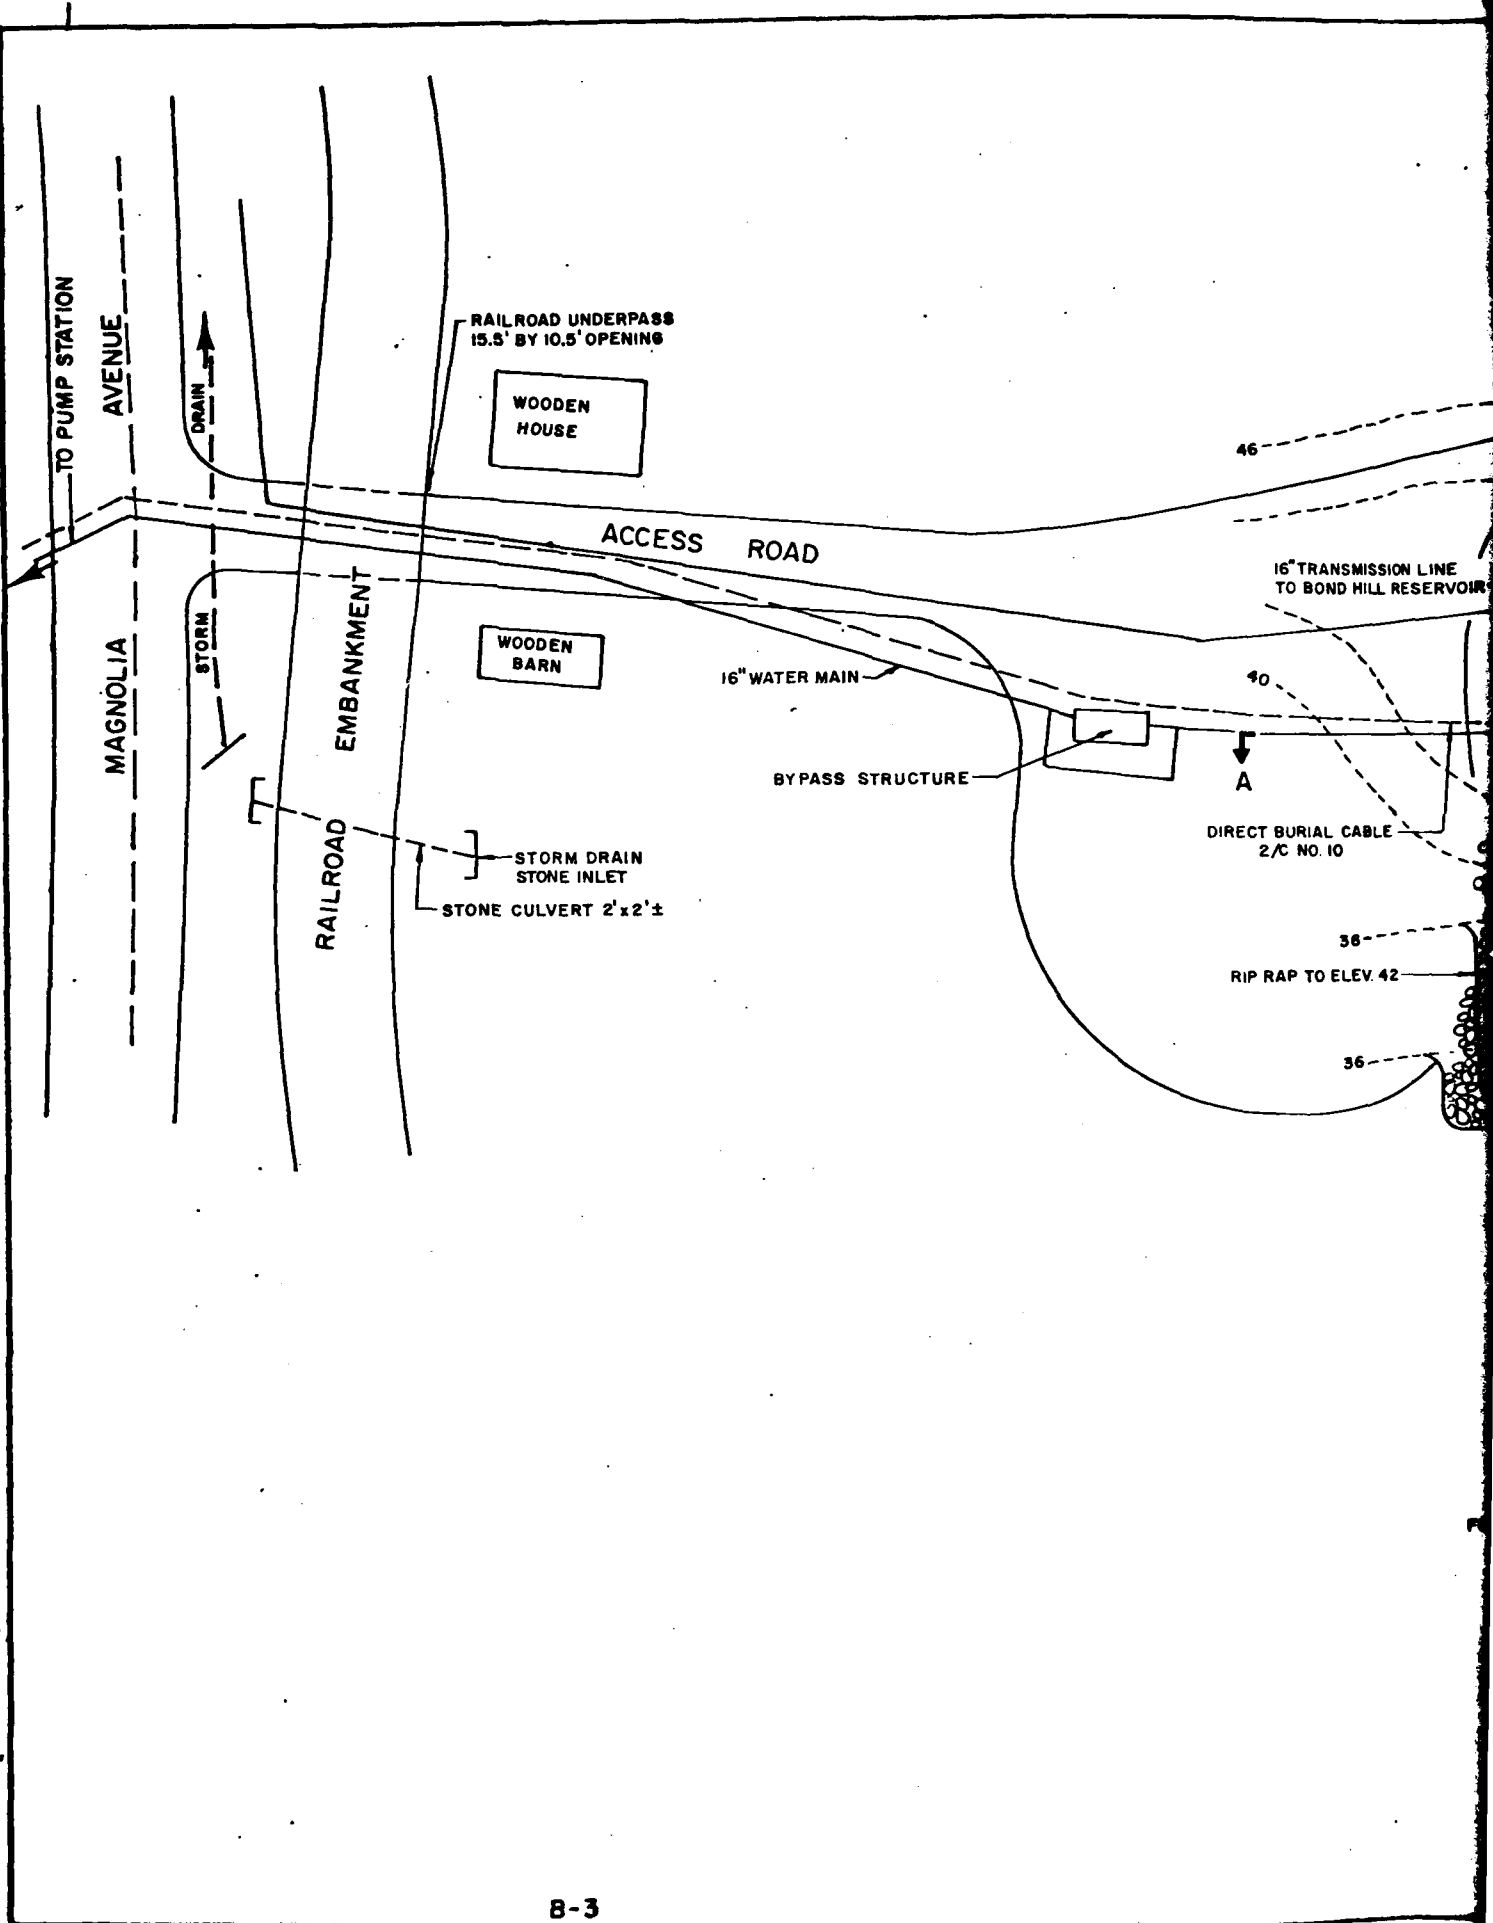 TO PUMP STATION
AVENUE
MAGNOLIA
DRAIN
STORM
RAILROAD UNDERPASS
15.5' BY 10.5' OPENING
WOODEN
HOUSE
ACCESS ROAD
46
16" TRANSMISSION LINE
TO BOND HILL RESERVOIR
EMBANKMENT
RAILROAD
WOODEN
BARN
16" WATER MAIN
40
BYPASS STRUCTURE
A
DIRECT BURIAL CABLE
2/C NO. 10
STORM DRAIN
STONE INLET
STONE CULVERT 2'x2'±
36
RIP RAP TO ELEV. 42
36
B-3